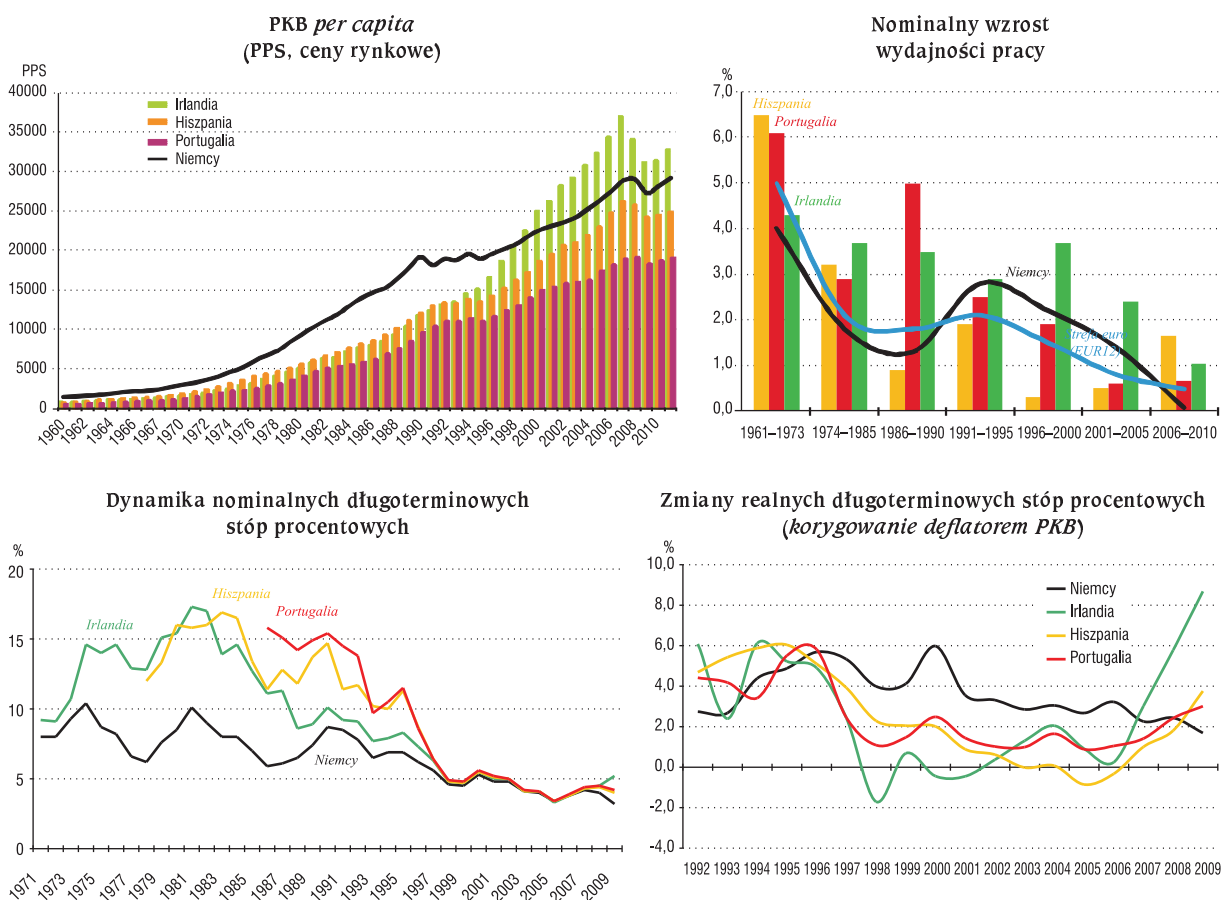 PKB per capita
(PPS, ceny rynkowe)
PPS
40000
35000
30000
25000
20000
15000
10000
5000
0
Irlandia
Hiszpania
Portugalia
Niemcy
1960 1962 1964 1966 1968 1970 1972 1974 1976 1978 1980 1982 1984 1986 1988 1990 1992 1994 1996 1998 2000 2002 2004 2006 2008 2010
Nominalny wzrost
wydajności pracy
%
7,0
6,0
5,0
4,0
3,0
2,0
1,0
0,0
Hiszpania
Portugalia
Irlandia
Niemcy
Strefa euro
(EUR12)
1961–1973 1974–1985 1986–1990 1991–1995 1996–2000 2001–2005 2006–2010
Dynamika nominalnych długoterminowych
stóp procentowych
%
20
15
10
5
0
Irlandia
Hiszpania
Portugalia
Niemcy
1971 1973 1975 1977 1979 1981 1983 1985 1987 1989 1991 1993 1995 1997 1999 2001 2003 2005 2007 2009
Zmiany realnych długoterminowych stóp procentowych
(korygowanie deflatorem PKB)
%
10,0
8,0
6,0
4,0
2,0
0,0
-2,0
-4,0
Niemcy
Irlandia
Hiszpania
Portugalia
1992 1993 1994 1995 1996 1997 1998 1999 2000 2001 2002 2003 2004 2005 2006 2007 2008 2009